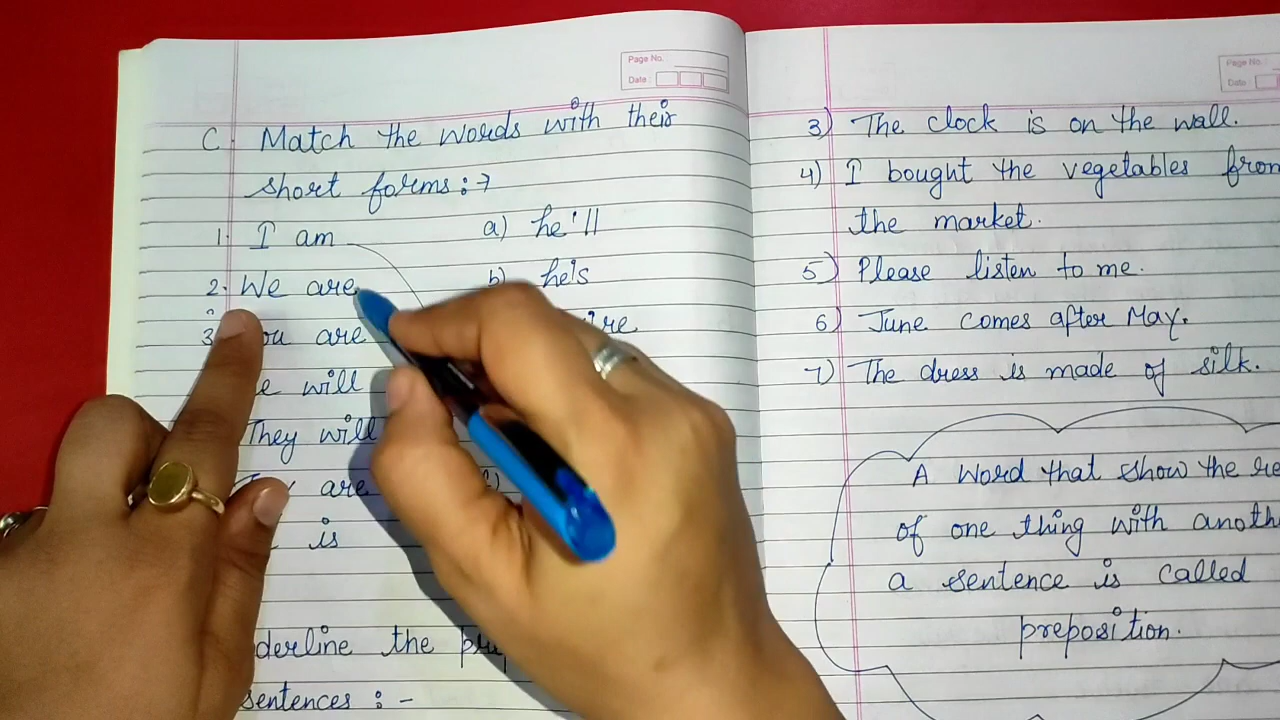 Page No.
Date :
C. Match the words with their
short forms :→
1. I am
a) he'll
2. We are
b) he's
3. are
will
They will
are
is
the
sentences : -
Page No.
Date :
3) The clock is on the wall.
4) I bought the vegetables from
the market.
5) Please listen to me.
6) June comes after May.
7) The dress is made of silk.
A word that show the
of one thing with
a sentence is called
preposition.